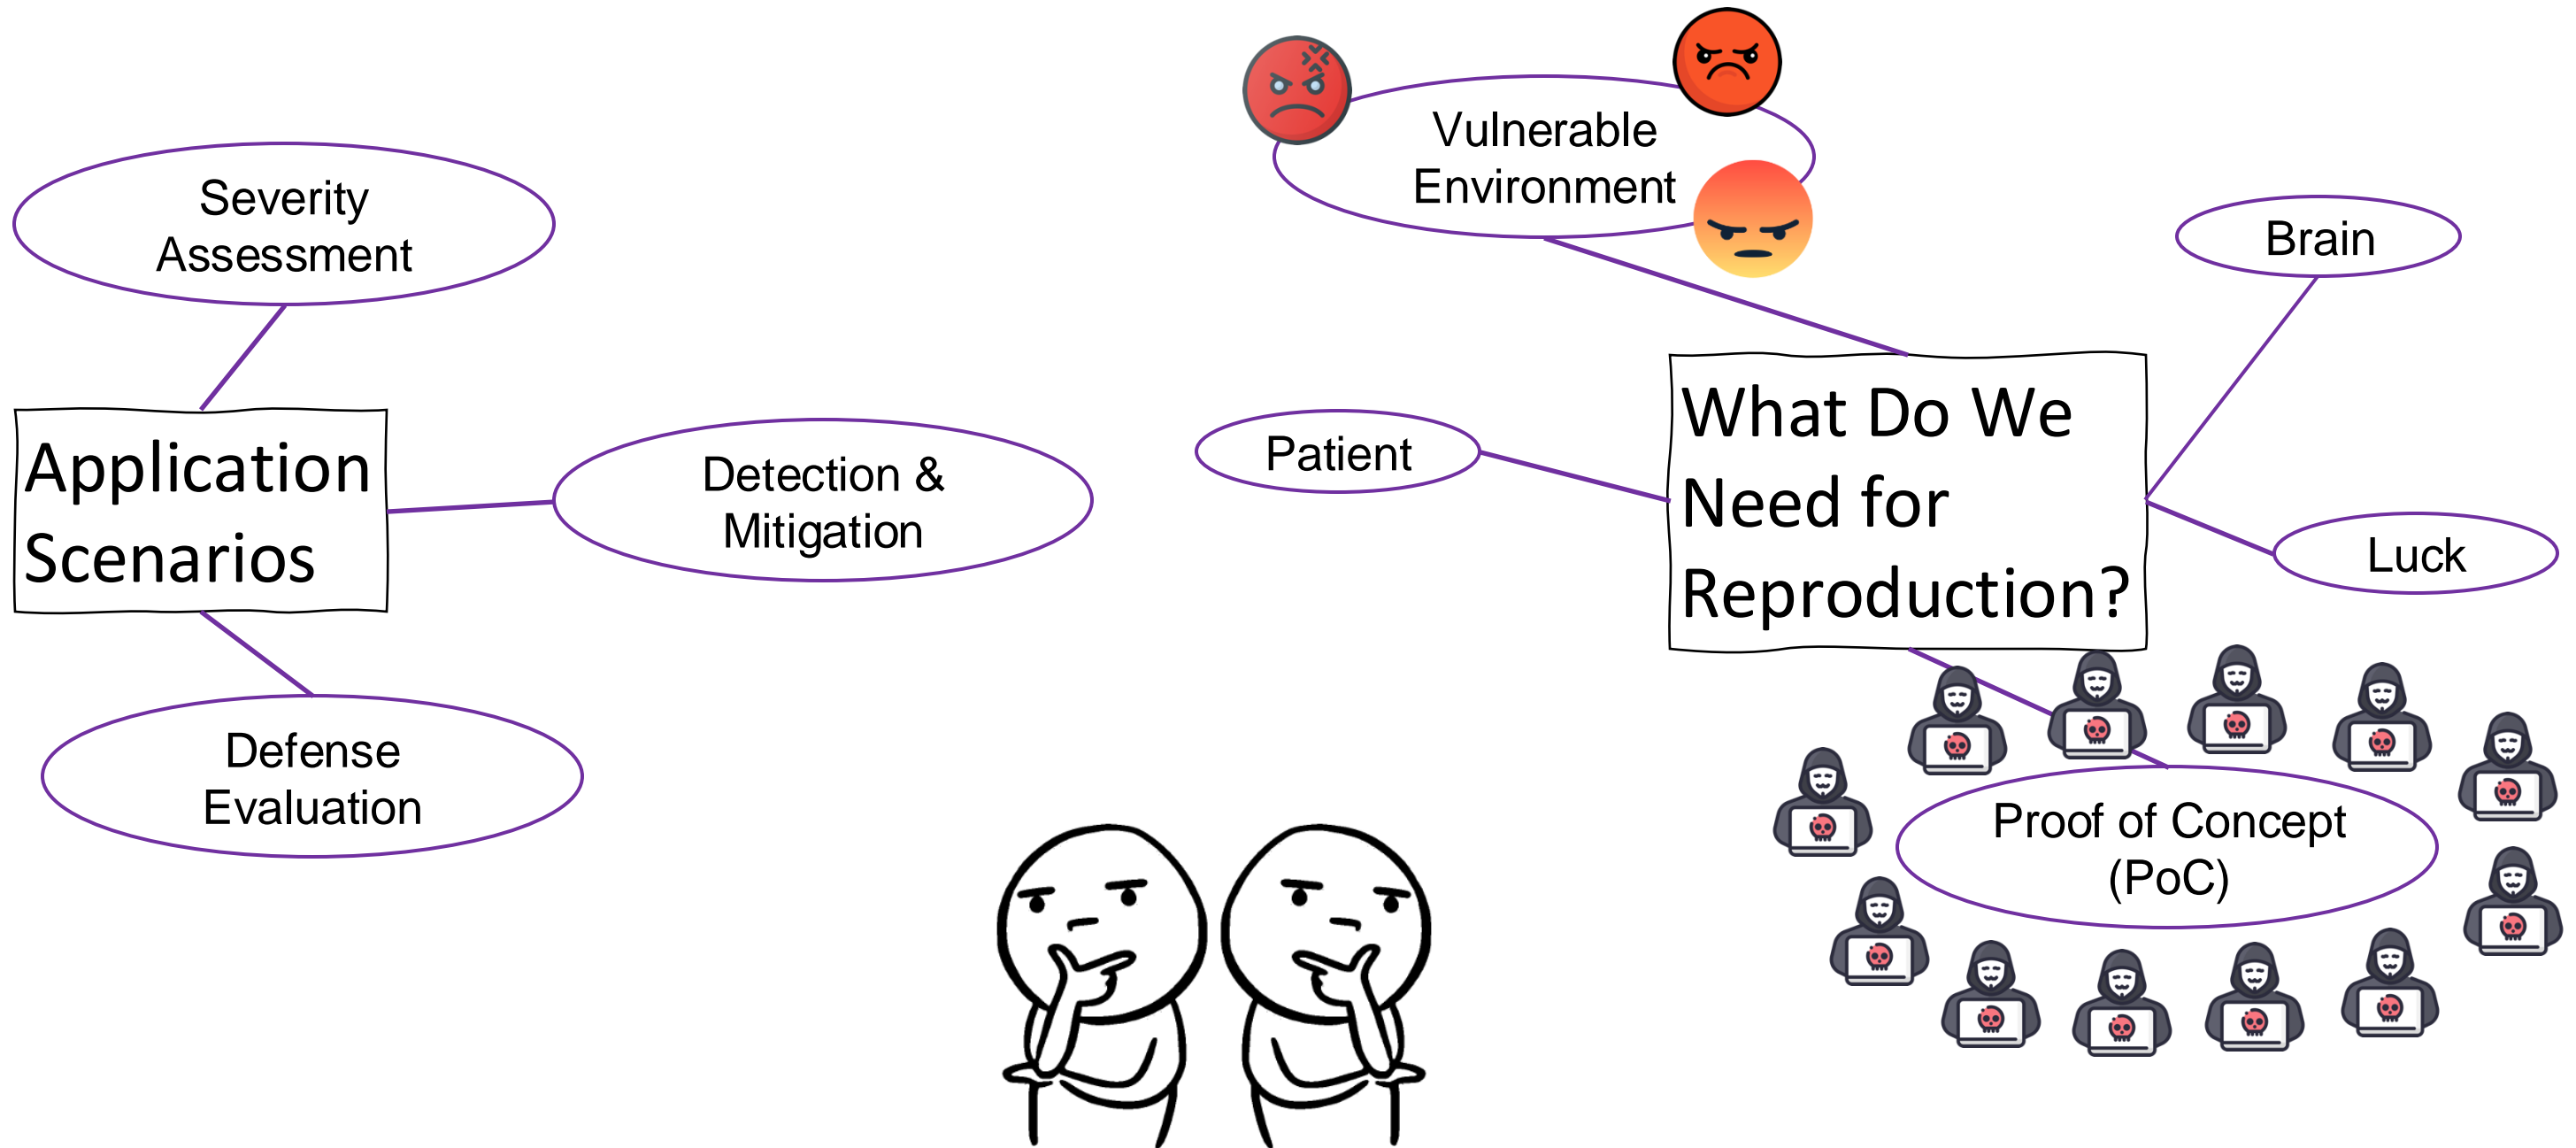 Severity
Assessment
Application
Scenarios
Detection &
Mitigation
Defense
Evaluation
Vulnerable
Environment
Brain
Patient
What Do We
Need for
Reproduction?
Luck
Proof of Concept
(PoC)